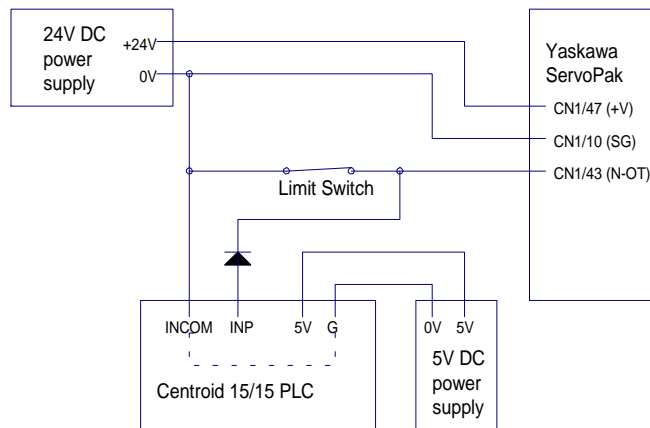 24V DC
power
supply
+24V
0V
Yaskawa
ServoPak
CN1/47 (+V)
CN1/10 (SG)
CN1/43 (N-OT)
Limit Switch
INCOM INP 5V G
0V 5V
Centroid 15/15 PLC
5V DC
power
supply